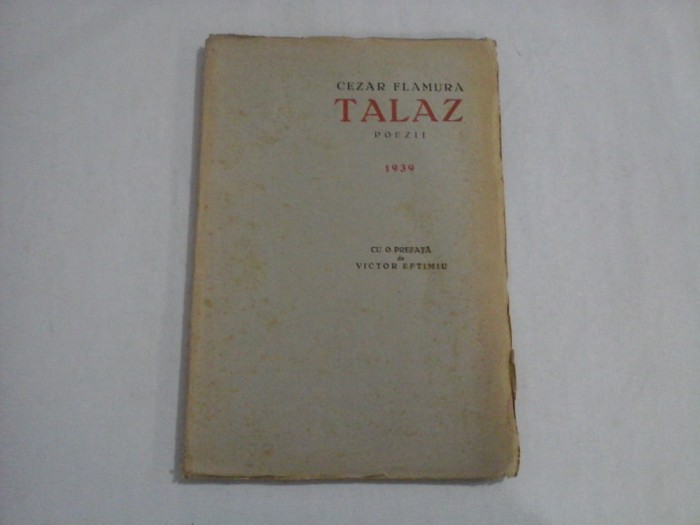 CEZAR FLAMURA
TALAZ
POEZII
1939
CU O PREFAȚĂ
de
VICTOR EFTIMIU